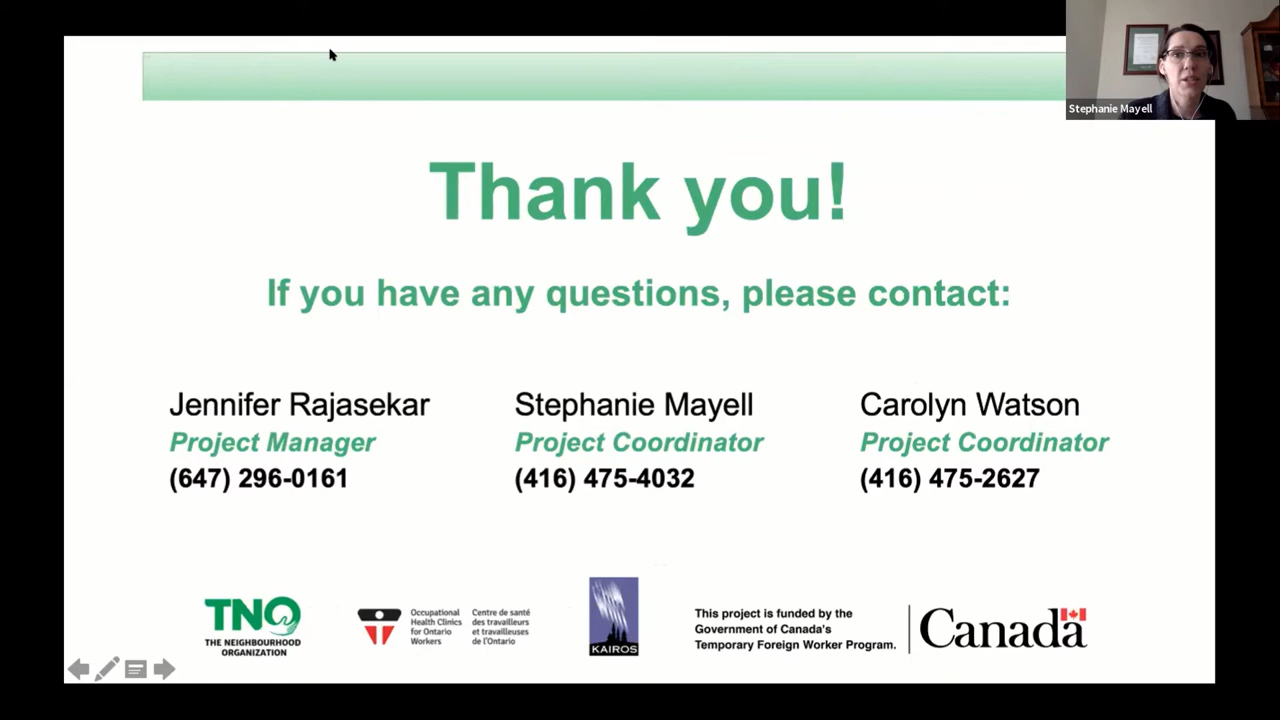 Stephanie Mayell
Thank you!
If you have any questions, please contact:
Jennifer Rajasekar
Project Manager
(647) 296-0161
Stephanie Mayell
Project Coordinator
(416) 475-4032
Carolyn Watson
Project Coordinator
(416) 475-2627
TNO
THE NEIGHBOURHOOD
ORGANIZATION
Occupational
Health Clinics
for Ontario
Workers
Centre de santé
des travailleurs
et travailleuses
de l'Ontario
KAIROS
This project is funded by the
Government of Canada's
Temporary Foreign Worker Program.
Canada